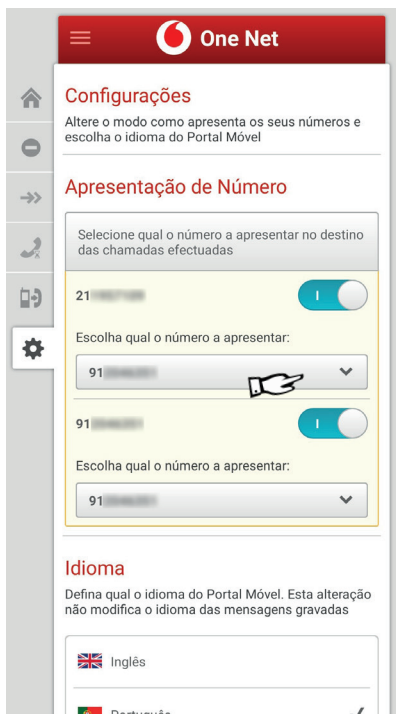 One Net
Configurações
Altere o modo como apresenta os seus números e
escolha o idioma do Portal Móvel
Apresentação de Número
Selecione qual o número a apresentar no destino
das chamadas efectuadas
21
Escolha qual o número a apresentar:
91
91
Escolha qual o número a apresentar:
91
Idioma
Defina qual o idioma do Portal Móvel. Esta alteração
não modifica o idioma das mensagens gravadas
Inglês
Português